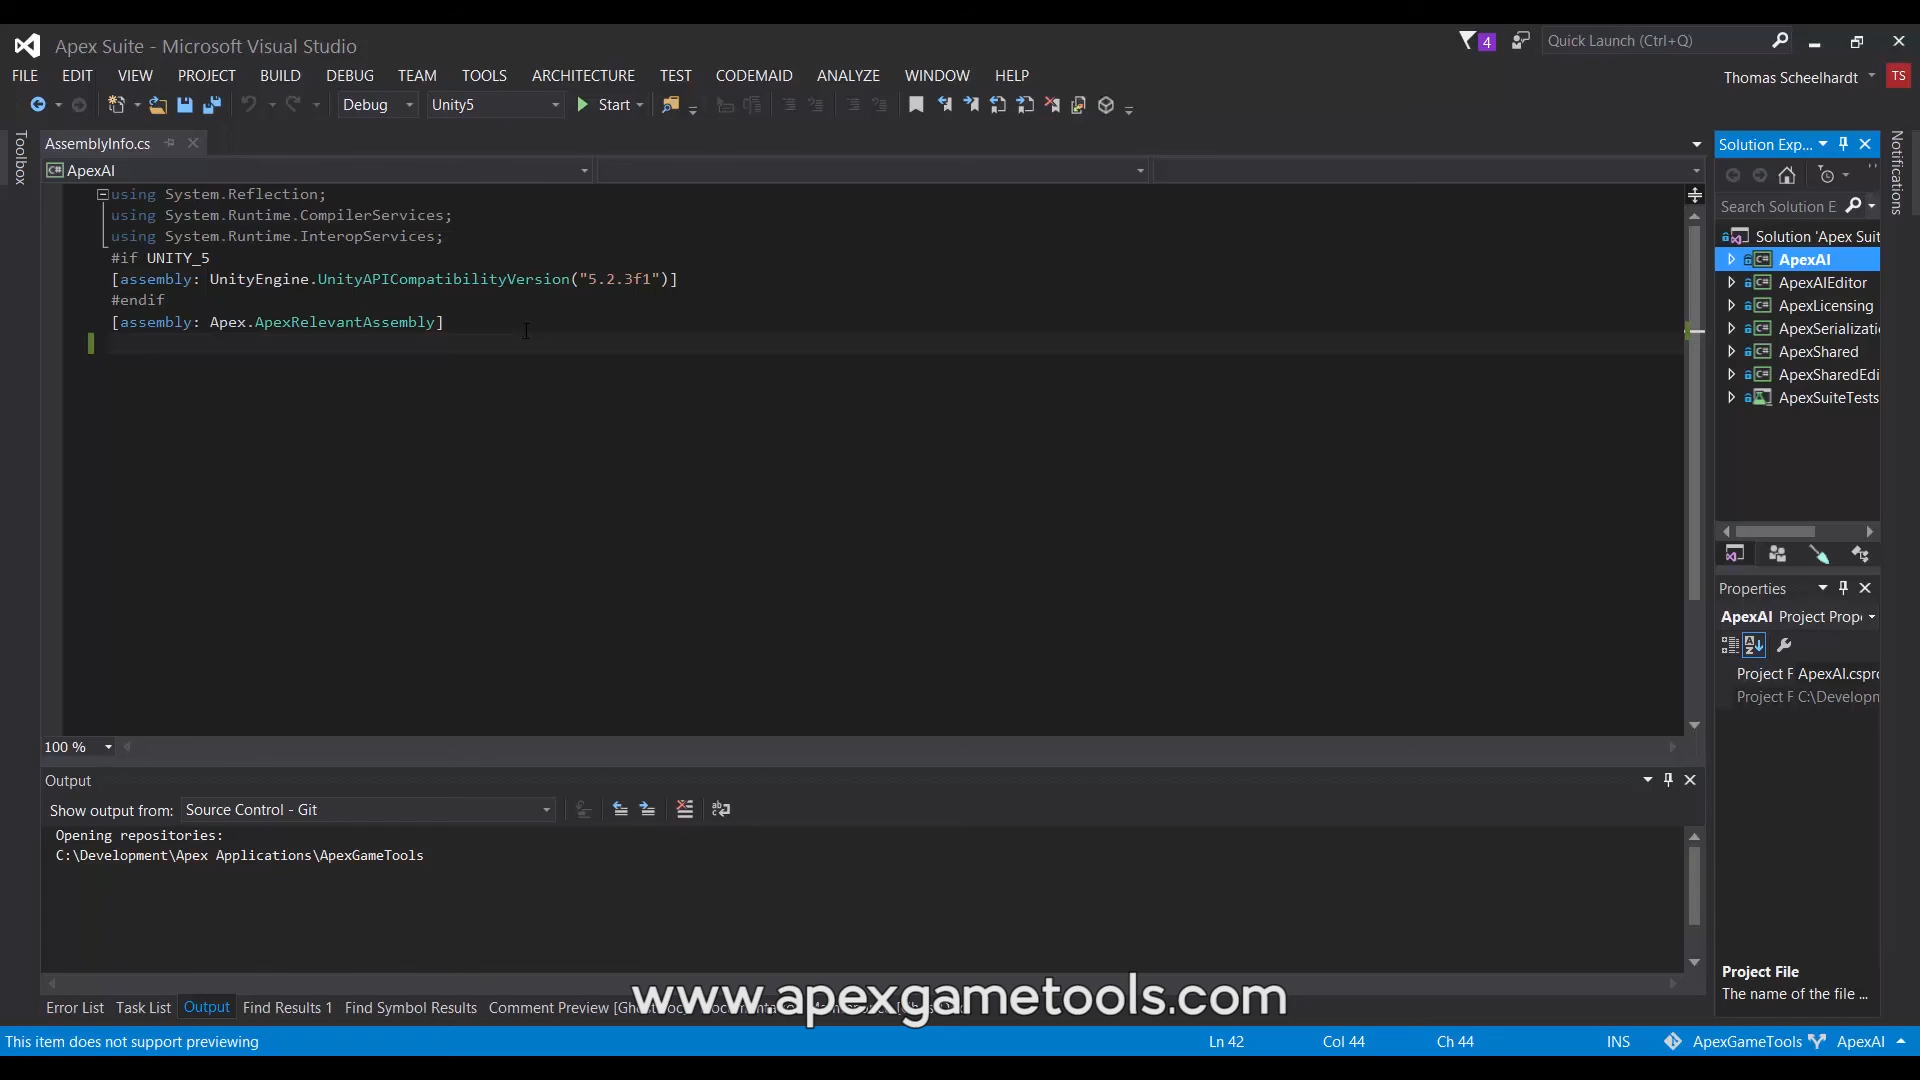 Apex Suite - Microsoft Visual Studio
4
Quick Launch (Ctrl+Q)
FILE EDIT VIEW PROJECT BUILD DEBUG TEAM TOOLS ARCHITECTURE TEST CODEMAID ANALYZE WINDOW HELP
Thomas Scheelhardt TS
Debug Unity5 Start
Toolbox
AssemblyInfo.cs
ApexAI
using System.Reflection;
using System.Runtime.CompilerServices;
using System.Runtime.InteropServices;
#if UNITY_5
[assembly: UnityEngine.UnityAPICompatibilityVersion("5.2.3f1")]
#endif
[assembly: Apex.ApexRelevantAssembly]
100 %
Solution Exp...
Notifications
Search Solution E
Solution 'Apex Suit
ApexAI
ApexAIEditor
ApexLicensing
ApexSerializati
ApexShared
ApexSharedEdi
ApexSuiteTests
Properties
ApexAI Project Prop
Project F ApexAI.cspr
Project F C:\Develop
Project File
The name of the file ...
Output
Show output from: Source Control - Git
Opening repositories:
C:\Development\Apex Applications\ApexGameTools
Error List Task List Output Find Results 1 Find Symbol Results Comment Preview
www.apexgametools.com
This item does not support previewing
Ln 42 Col 44 Ch 44 INS ApexGameTools ApexAI